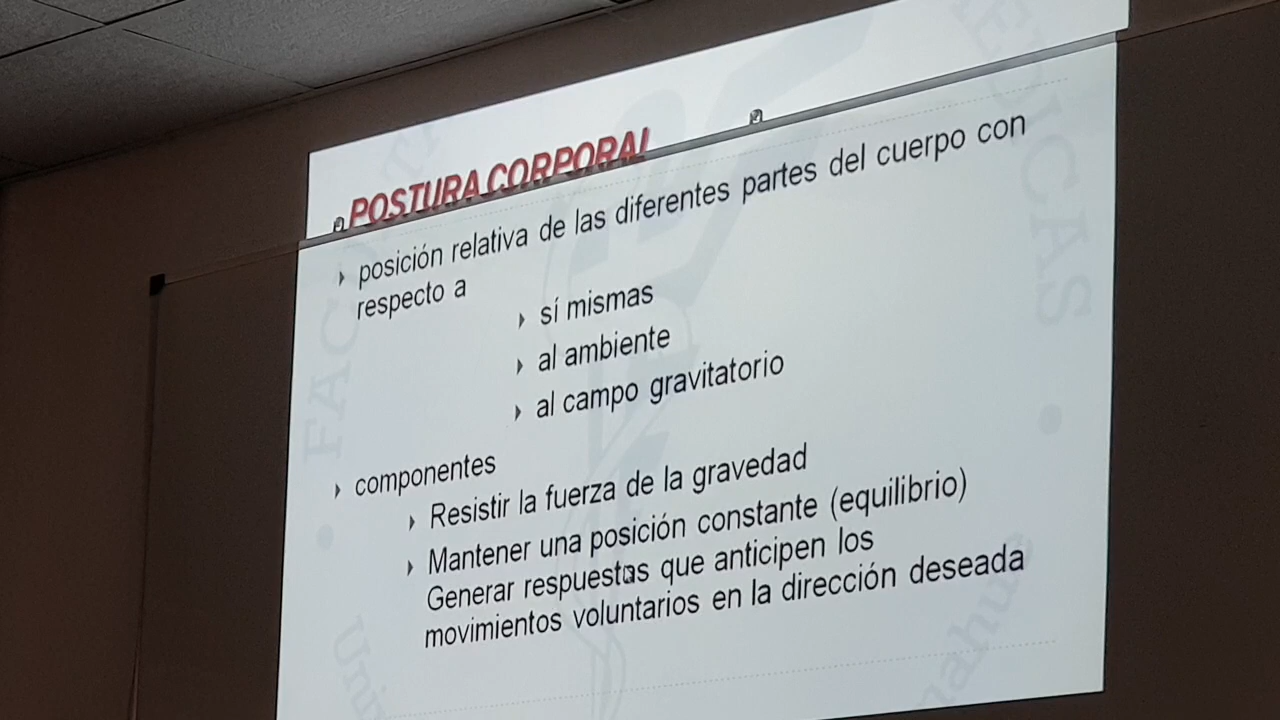 POSTURA CORPORAL
posición relativa de las diferentes partes del cuerpo con
respecto a
sí mismas
al ambiente
al campo gravitatorio
componentes
Resistir la fuerza de la gravedad
Mantener una posición constante (equilibrio)
Generar respuestas que anticipen los
movimientos voluntarios en la dirección deseada